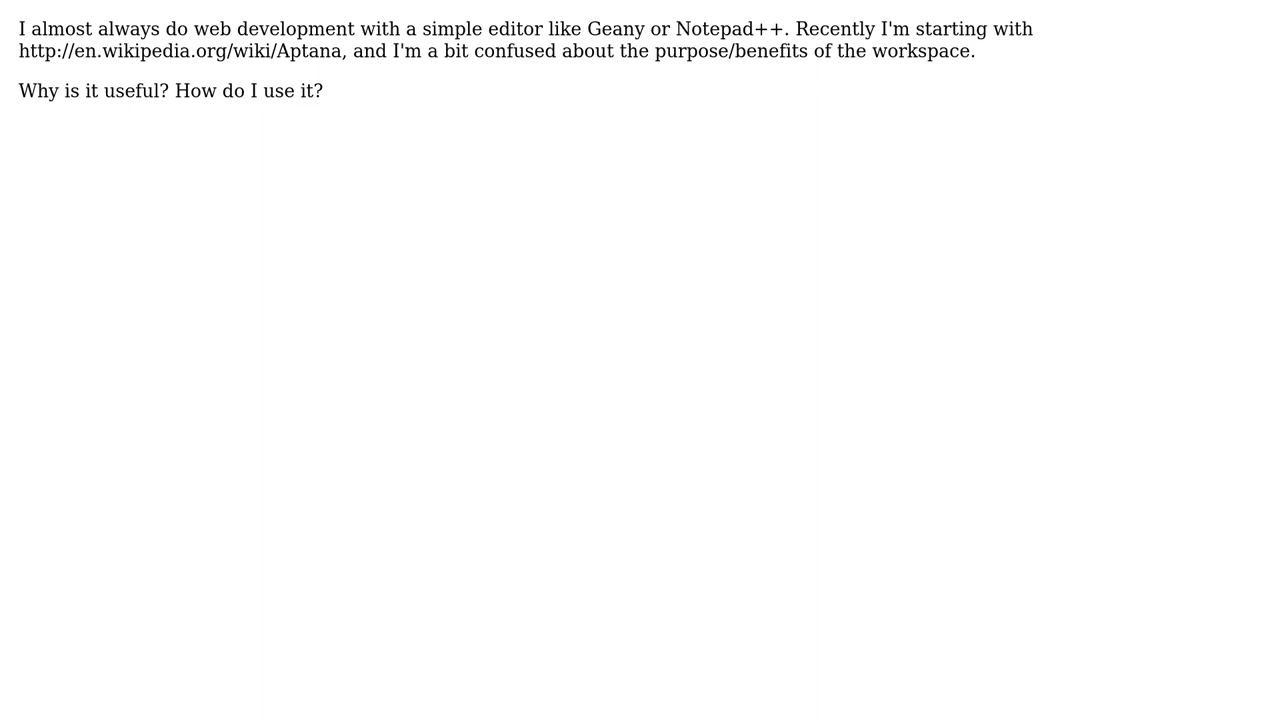 I almost always do web development with a simple editor like Geany or Notepad++. Recently I'm starting with
http://en.wikipedia.org/wiki/Aptana, and I'm a bit confused about the purpose/benefits of the workspace.
Why is it useful? How do I use it?